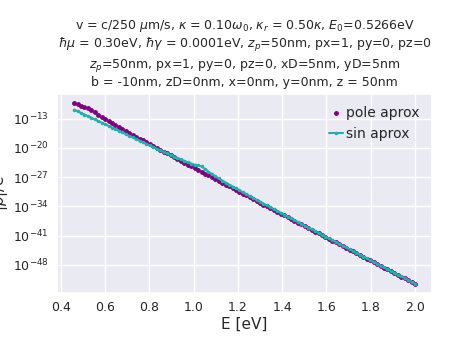 v = c/250 μm/s, κ = 0.10ω₀, κᵣ = 0.50κ, E₀=0.5266eV
ħμ = 0.30eV, ħγ = 0.0001eV, zₚ=50nm, px=1, py=0, pz=0
zₚ=50nm, px=1, py=0, pz=0, xD=5nm, yD=5nm
b = -10nm, zD=0nm, x=0nm, y=0nm, z = 50nm
pole aprox
sin aprox
10⁻¹³
10⁻²⁰
10⁻²⁷
10⁻³⁴
10⁻⁴¹
10⁻⁴⁸
0.4 0.6 0.8 1.0 1.2 1.4 1.6 1.8 2.0
E [eV]